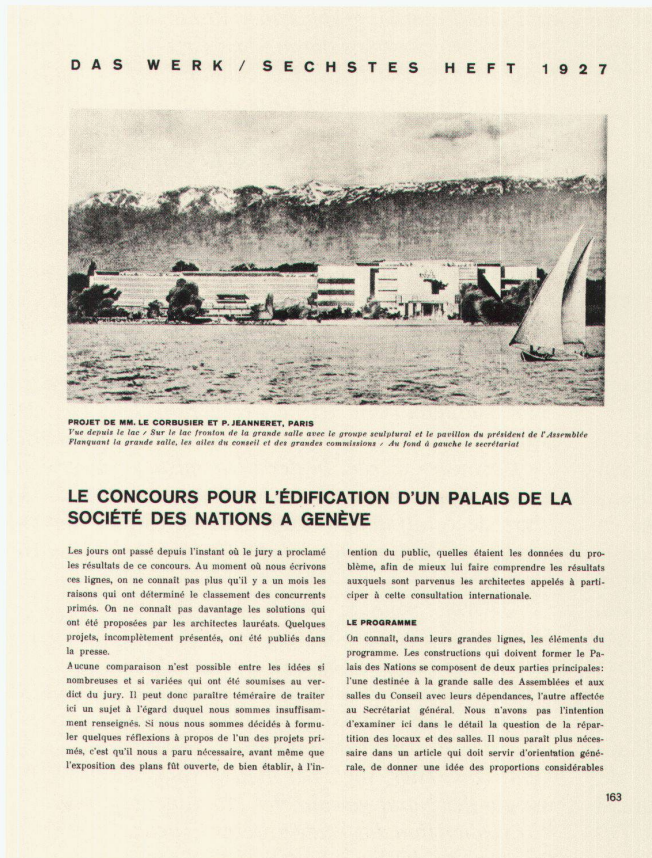 DAS WERK / SECHSTES HEFT 1927
PROJET DE MM. LE CORBUSIER ET P. JEANNERET, PARIS
Vue depuis le lac / Sur le lac fronton de la grande salle avec le groupe sculptural et le pavillon du président de l'Assemblée
Flanquant la grande salle, les ailes du conseil et des grandes commissions / Au fond à gauche le secrétariat
LE CONCOURS POUR L'ÉDIFICATION D'UN PALAIS DE LA
SOCIÉTÉ DES NATIONS A GENÈVE
Les jours ont passé depuis l'instant où le jury a proclamé
les résultats de ce concours. Au moment où nous écrivons
ces lignes, on ne connaît pas plus qu'il y a un mois les
raisons qui ont déterminé le classement des concurrents
primés. On ne connaît pas davantage les solutions qui
ont été proposées par les architectes lauréats. Quelques
projets, incomplètement présentés, ont été publiés dans
la presse.
Aucune comparaison n'est possible entre les idées si
nombreuses et si variées qui ont été soumises au ver-
dict du jury. Il peut donc paraître téméraire de traiter
ici un sujet à l'égard duquel nous sommes insuffisam-
ment renseignés. Si nous nous sommes décidés à formu-
ler quelques réflexions à propos de l'un des projets pri-
més, c'est qu'il nous a paru nécessaire, avant même que
l'exposition des plans fût ouverte, de bien établir, à l'in-
tention du public, quelles étaient les données du pro-
blème, afin de mieux lui faire comprendre les résultats
auxquels sont parvenus les architectes appelés à parti-
ciper à cette consultation internationale.
LE PROGRAMME
On connaît, dans leurs grandes lignes, les éléments du
programme. Les constructions qui doivent former le Pa-
lais des Nations se composent de deux parties principales:
l'une destinée à la grande salle des Assemblées et aux
salles du Conseil avec leurs dépendances, l'autre affectée
au Secrétariat général. Nous n'avons pas l'intention
d'examiner ici dans le détail la question de la répar-
tition des locaux et des salles. Il nous paraît plus néces-
saire dans un article qui doit servir d'orientation géné-
rale, de donner une idée des proportions considérables
163